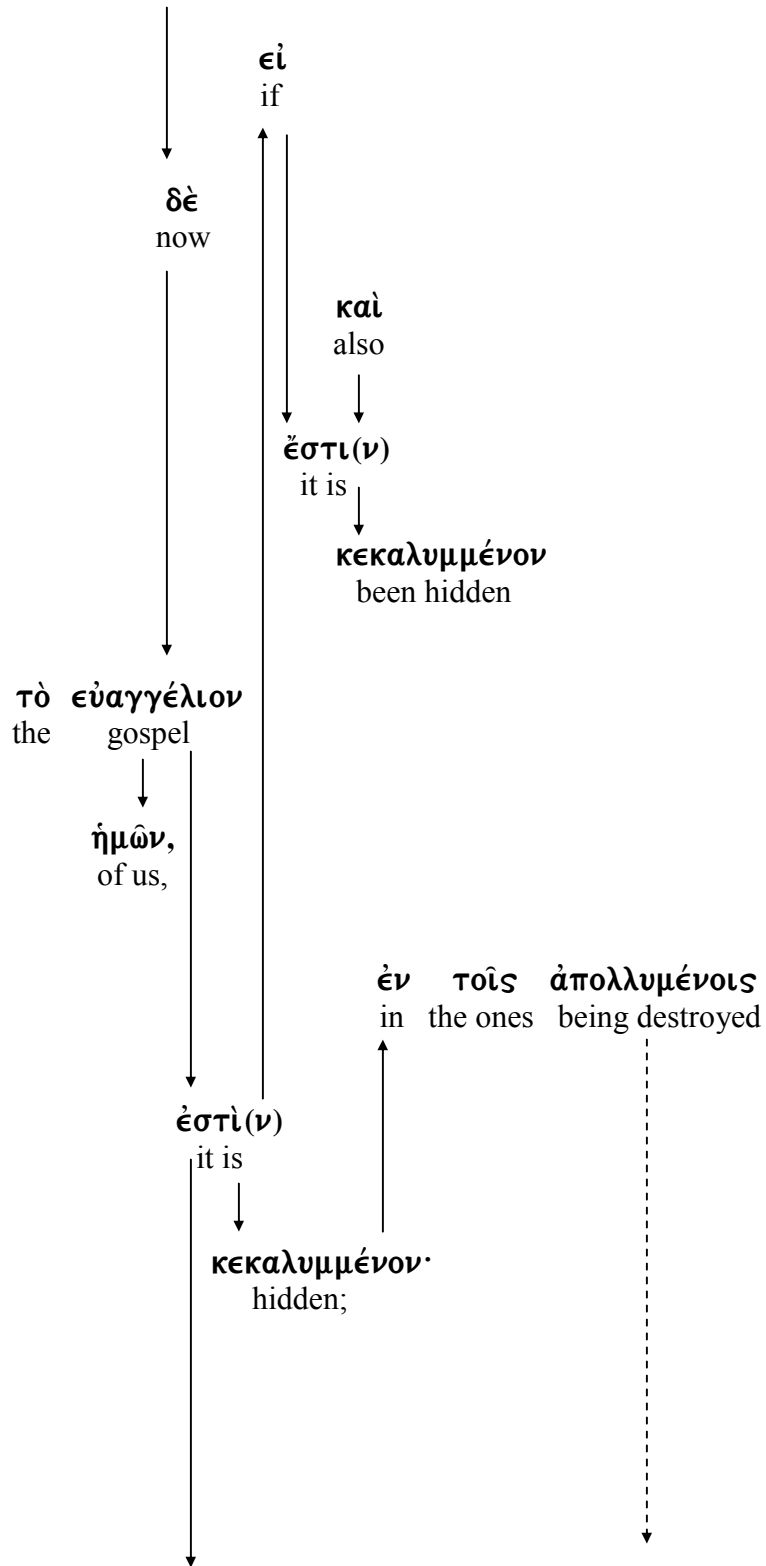 εἰ
if
δὲ
now
καὶ
also
ἔστι(ν)
it is
κεκαλυμμένον
been hidden
τὸ εὐαγγέλιον
the gospel
ἡμῶν,
of us,
ἐν τοῖς ἀπολλυμένοις
in the ones being destroyed
ἐστὶ(ν)
it is
κεκαλυμμένον·
hidden;